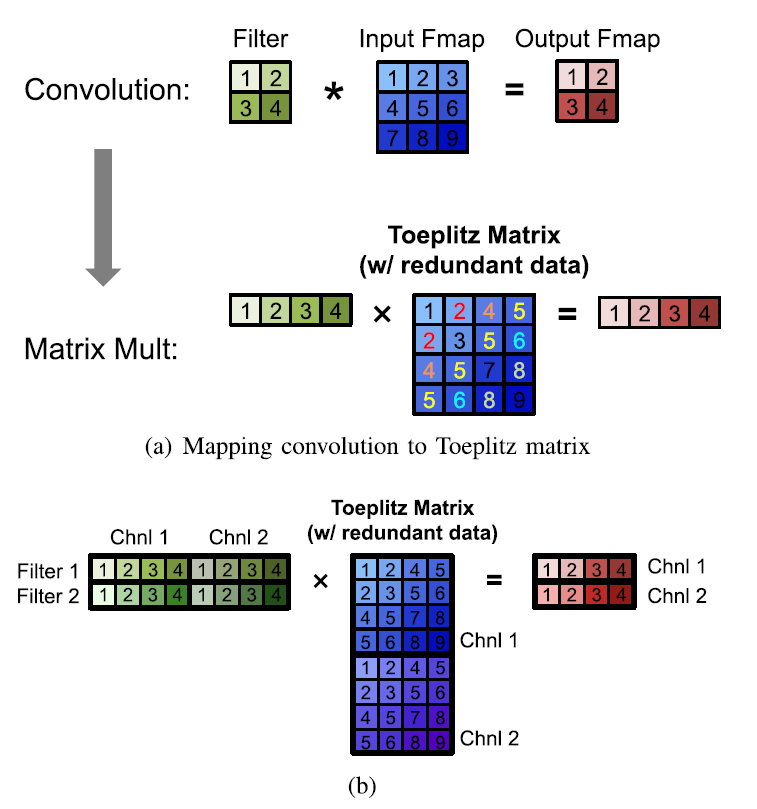 Filter Input Fmap Output Fmap
Convolution:
1 2 * 1 2 3 = 1 2
3 4 4 5 6 3 4
7 8 9
Toeplitz Matrix
(w/ redundant data)
Matrix Mult:
1 2 3 4 × 1 2 4 5 = 1 2 3 4
2 3 5 6
4 5 7 8
5 6 8 9
(a) Mapping convolution to Toeplitz matrix
Toeplitz Matrix
(w/ redundant data)
Chnl 1 Chnl 2
Filter 1 1 2 3 4 1 2 3 4 × 1 2 4 5 = 1 2 3 4 Chnl 1
Filter 2 1 2 3 4 1 2 3 4 2 3 5 6 1 2 3 4 Chnl 2
4 5 7 8
5 6 8 9 Chnl 1
1 2 4 5
2 3 5 6
4 5 7 8
5 6 8 9 Chnl 2
(b)